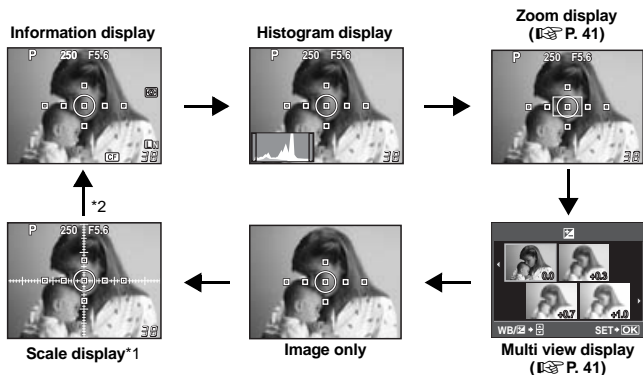 Information display
Histogram display
Zoom display
(☞ P. 41)
P 250 F5.6
CF
LN
38
P 250 F5.6
38
P 250 F5.6
38
*2
P 250 F5.6
38
0.0
+0.3
+0.7
+1.0
WB/
SET OK
Scale display*1
Image only
Multi view display
(☞ P. 41)